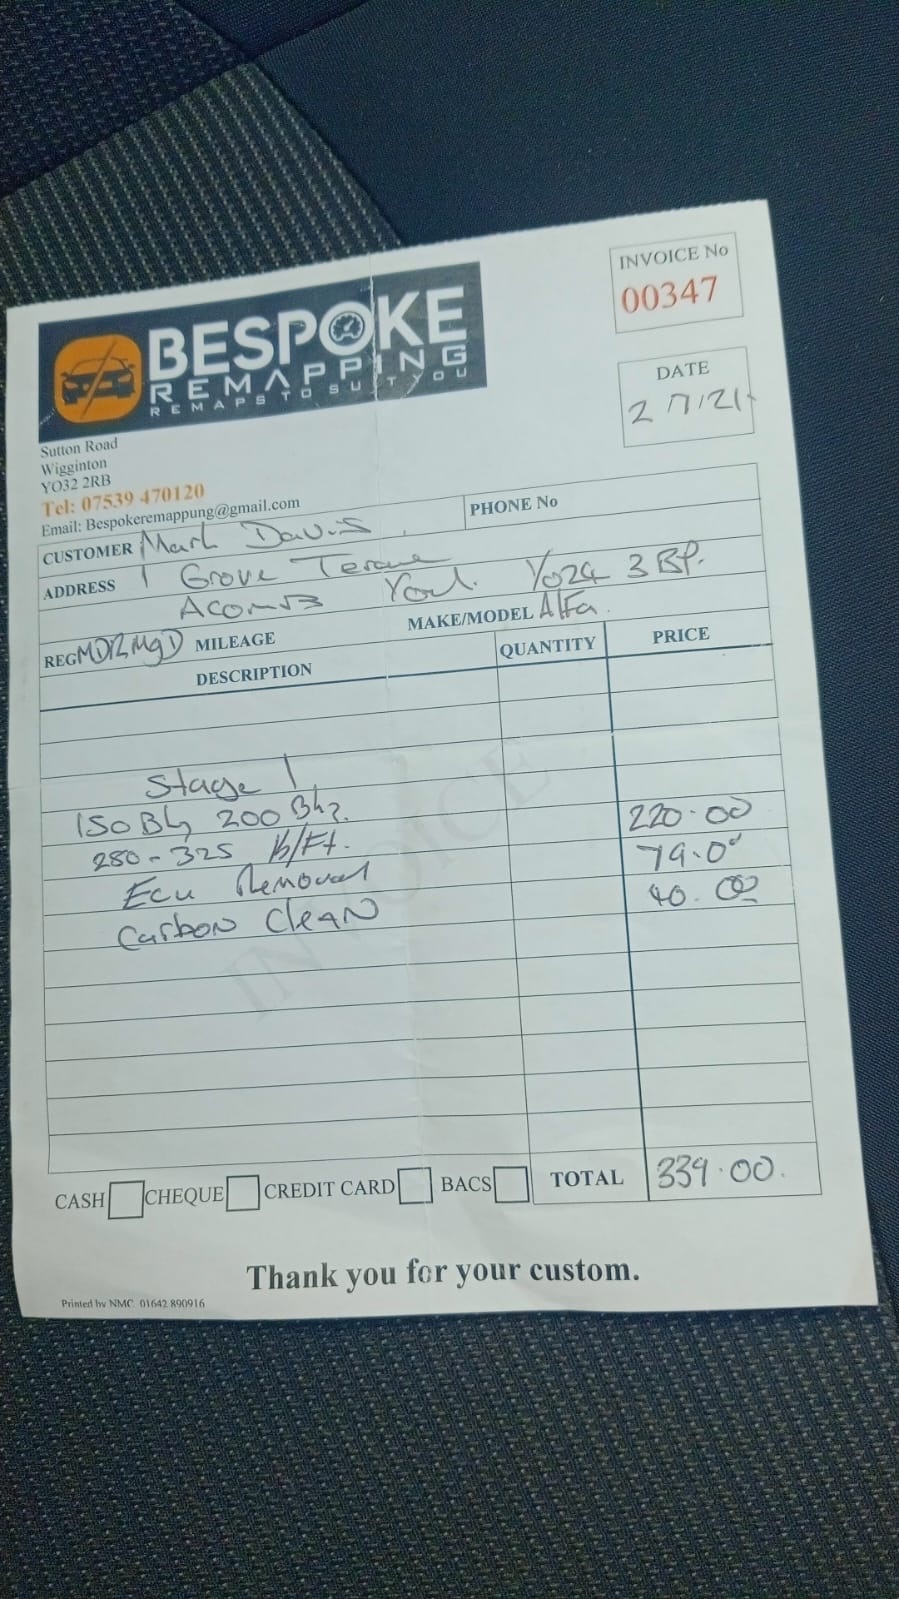 BESPOKE
REMAPPING
REMAPS TO SUIT YOU
INVOICE No
00347
DATE
2/7/21
Sutton Road
Wigginton
YO32 2RB
Tel: 07539 470120
Email: Bespokeremappung@gmail.com
CUSTOMER Mark Davis
PHONE No
ADDRESS 1 Grove Terrace
Acomb York YO24 3BP.
REG MILEAGE
MAKE/MODEL Alfa
DESCRIPTION QUANTITY PRICE
INVOICE
Stage 1
150 Bhp 200 Bhp 220.00
280-325 lb/Ft.
Ecu Removal 79.00
Carbon Clean 40.00
CASH CHEQUE CREDIT CARD BACS TOTAL 339.00
Thank you for your custom.
Printed by NMC 01642 890916